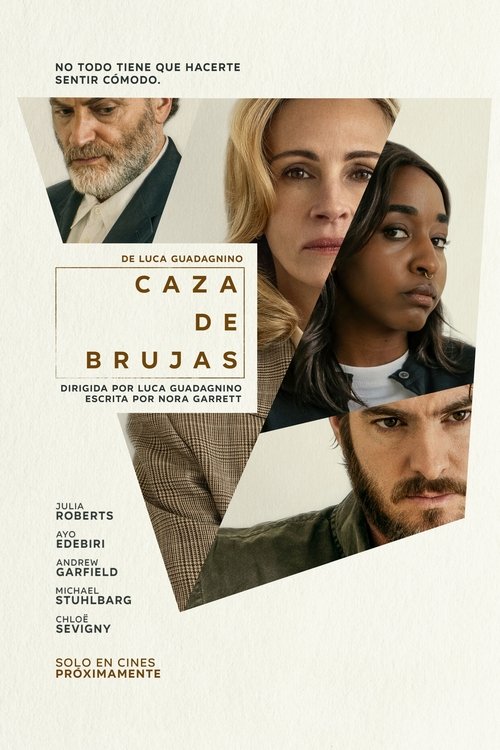 NO TODO TIENE QUE HACERTE
SENTIR CÓMODO.
DE LUCA GUADAGNINO
CAZA
DE
BRUJAS
DIRIGIDA POR LUCA GUADAGNINO
ESCRITA POR NORA GARRETT
JULIA
ROBERTS
AYO
EDEBIRI
ANDREW
GARFIELD
MICHAEL
STUHLBARG
CHLOË
SEVIGNY
SOLO EN CINES
PRÓXIMAMENTE